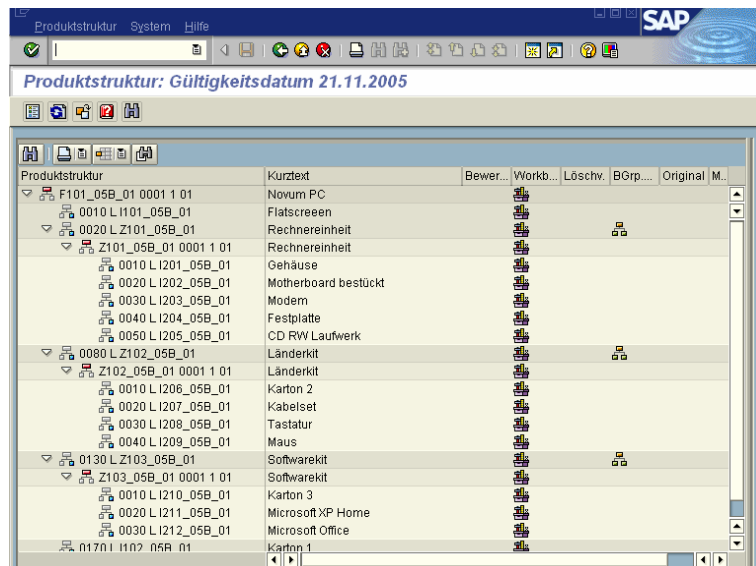 Produktstruktur System Hilfe
SAP
Produktstruktur: Gültigkeitsdatum 21.11.2005
Produktstruktur Kurztext Bewer... Workb... Löschv. BGrp.... Original M..
F101_05B_01 0001 1 01 Novum PC
0010 L I101_05B_01 Flatscreeen
0020 L Z101_05B_01 Rechnereinheit
Z101_05B_01 0001 1 01 Rechnereinheit
0010 L I201_05B_01 Gehäuse
0020 L I202_05B_01 Motherboard bestückt
0030 L I203_05B_01 Modem
0040 L I204_05B_01 Festplatte
0050 L I205_05B_01 CD RW Laufwerk
0080 L Z102_05B_01 Länderkit
Z102_05B_01 0001 1 01 Länderkit
0010 L I206_05B_01 Karton 2
0020 L I207_05B_01 Kabelset
0030 L I208_05B_01 Tastatur
0040 L I209_05B_01 Maus
0130 L Z103_05B_01 Softwarekit
Z103_05B_01 0001 1 01 Softwarekit
0010 L I210_05B_01 Karton 3
0020 L I211_05B_01 Microsoft XP Home
0030 L I212_05B_01 Microsoft Office
0170 L I102_05B_01 Karton 1